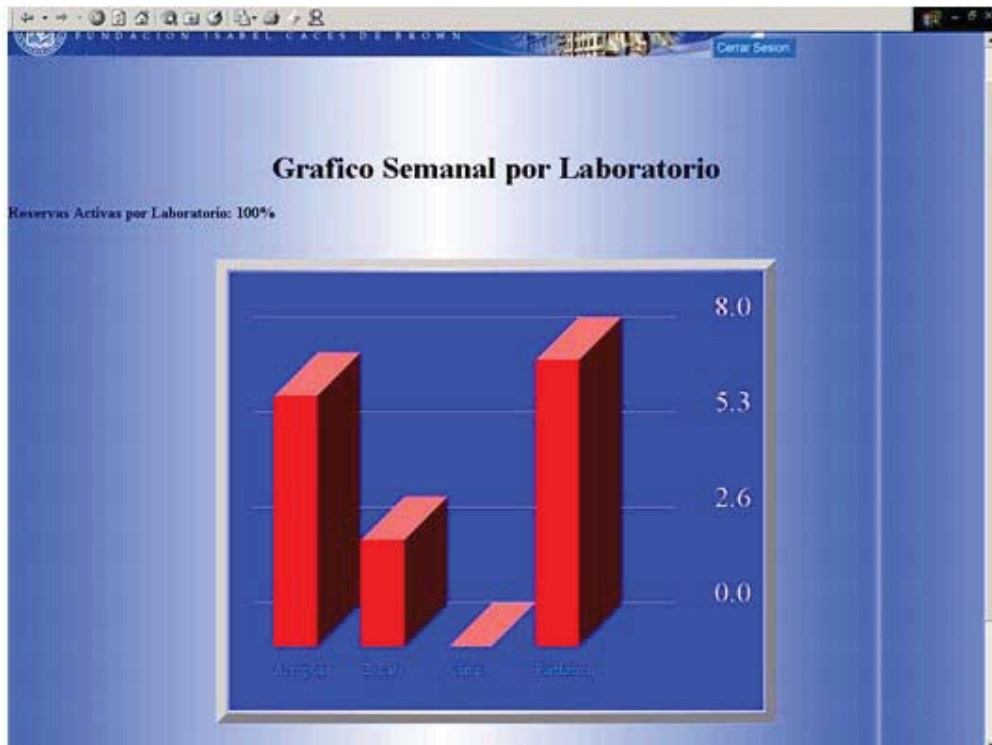 FUNDACION ISABEL CACES DE BROWN
Cerrar Sesion
Grafico Semanal por Laboratorio
Reservas Activas por Laboratorio: 100%
8.0
5.3
2.6
0.0